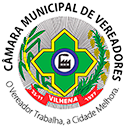 CÂMARA MUNICIPAL DE VEREADORES
VILHENA
O Vereador Trabalha, a Cidade Melhora.